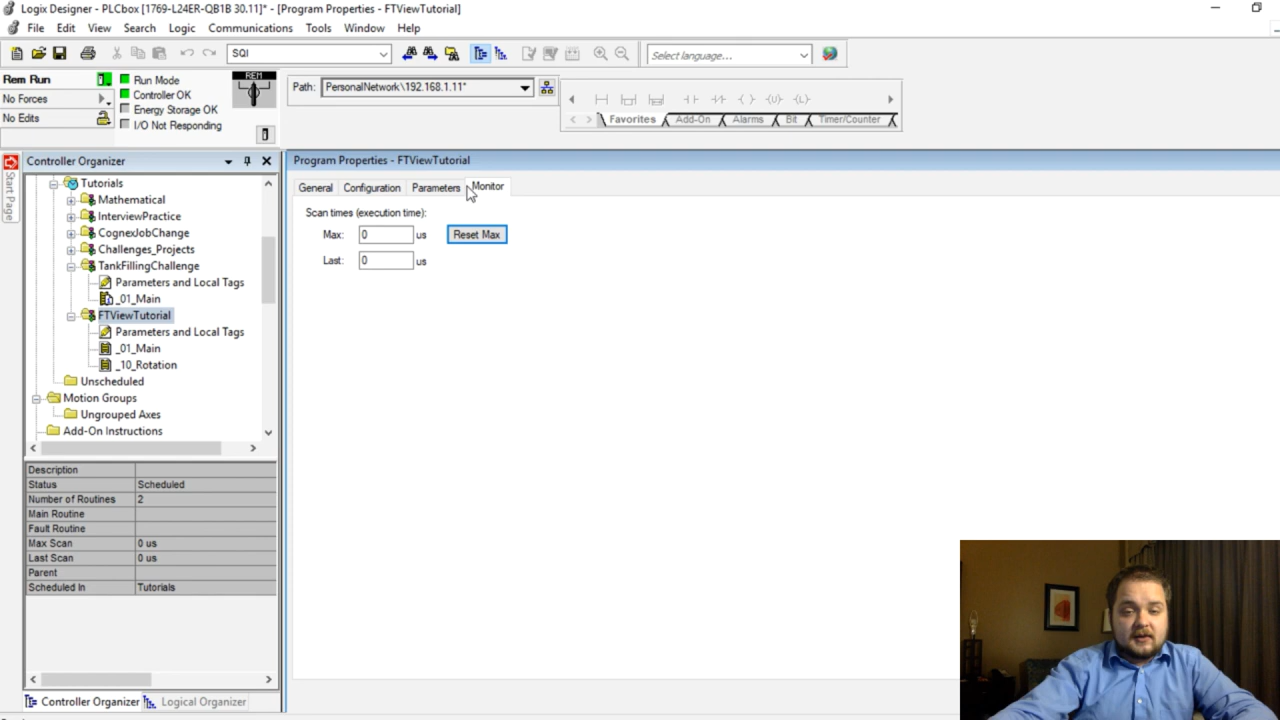 Logix Designer - PLCbox [1769-L24ER-QB1B 30.11]* - [Program Properties - FTViewTutorial]
File Edit View Search Logic Communications Tools Window Help
SQI
Select language...
Rem Run
No Forces
No Edits
Run Mode
Controller OK
Energy Storage OK
I/O Not Responding
REM
Path: PersonalNetwork\192.168.1.11*
Favorites Add-On Alarms Bit Timer/Counter
Start Page
Controller Organizer
Tutorials
Mathematical
InterviewPractice
CognexJobChange
Challenges_Projects
TankFillingChallenge
Parameters and Local Tags
_01_Main
FTViewTutorial
Parameters and Local Tags
_01_Main
_10_Rotation
Unscheduled
Motion Groups
Ungrouped Axes
Add-On Instructions
Description
Status Scheduled
Number of Routines 2
Main Routine
Fault Routine
Max Scan 0 us
Last Scan 0 us
Parent
Scheduled In Tutorials
Controller Organizer Logical Organizer
Program Properties - FTViewTutorial
General Configuration Parameters Monitor
Scan times (execution time):
Max: 0 us Reset Max
Last: 0 us